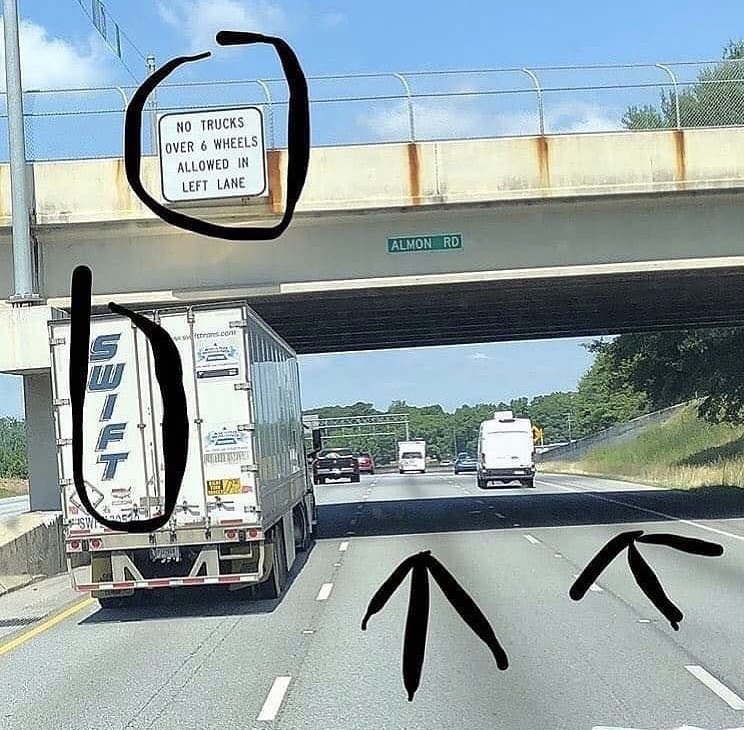 NO TRUCKS
OVER 6 WHEELS
ALLOWED IN
LEFT LANE
ALMON RD
SWIFT